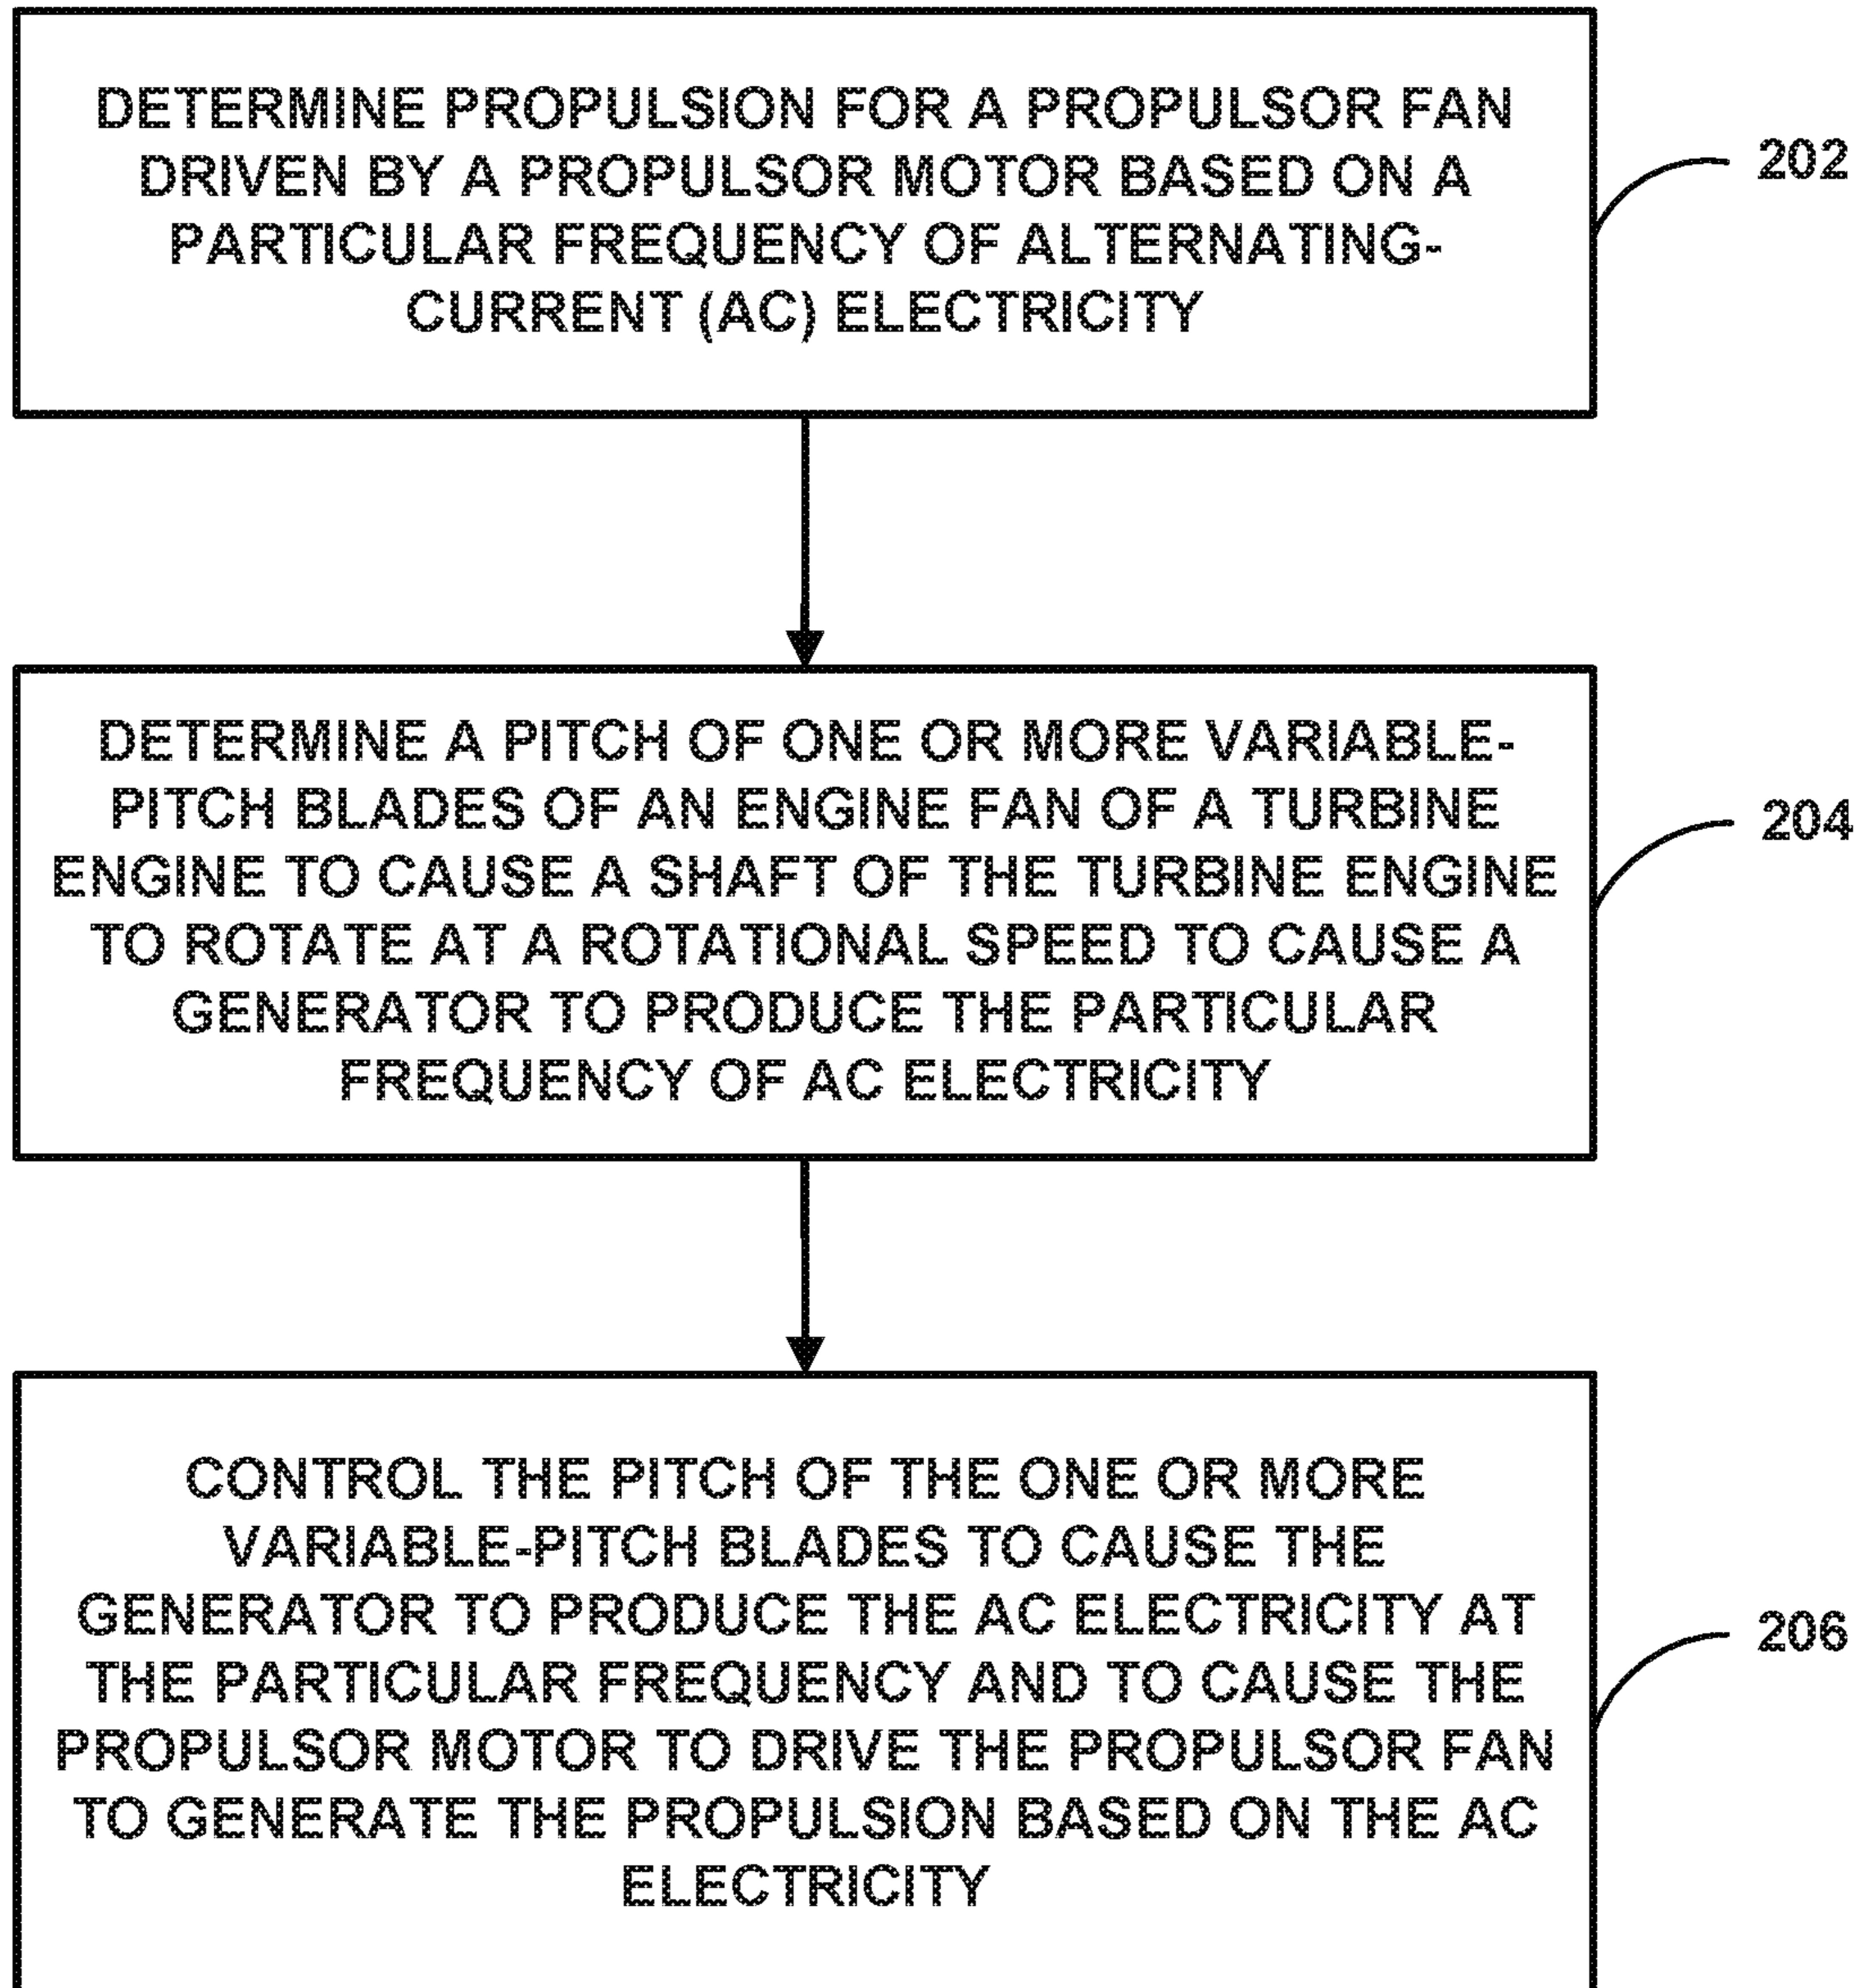 DETERMINE PROPULSION FOR A PROPULSOR FAN
DRIVEN BY A PROPULSOR MOTOR BASED ON A
PARTICULAR FREQUENCY OF ALTERNATING-
CURRENT (AC) ELECTRICITY
202
DETERMINE A PITCH OF ONE OR MORE VARIABLE-
PITCH BLADES OF AN ENGINE FAN OF A TURBINE
ENGINE TO CAUSE A SHAFT OF THE TURBINE ENGINE
TO ROTATE AT A ROTATIONAL SPEED TO CAUSE A
GENERATOR TO PRODUCE THE PARTICULAR
FREQUENCY OF AC ELECTRICITY
204
CONTROL THE PITCH OF THE ONE OR MORE
VARIABLE-PITCH BLADES TO CAUSE THE
GENERATOR TO PRODUCE THE AC ELECTRICITY AT
THE PARTICULAR FREQUENCY AND TO CAUSE THE
PROPULSOR MOTOR TO DRIVE THE PROPULSOR FAN
TO GENERATE THE PROPULSION BASED ON THE AC
ELECTRICITY
206